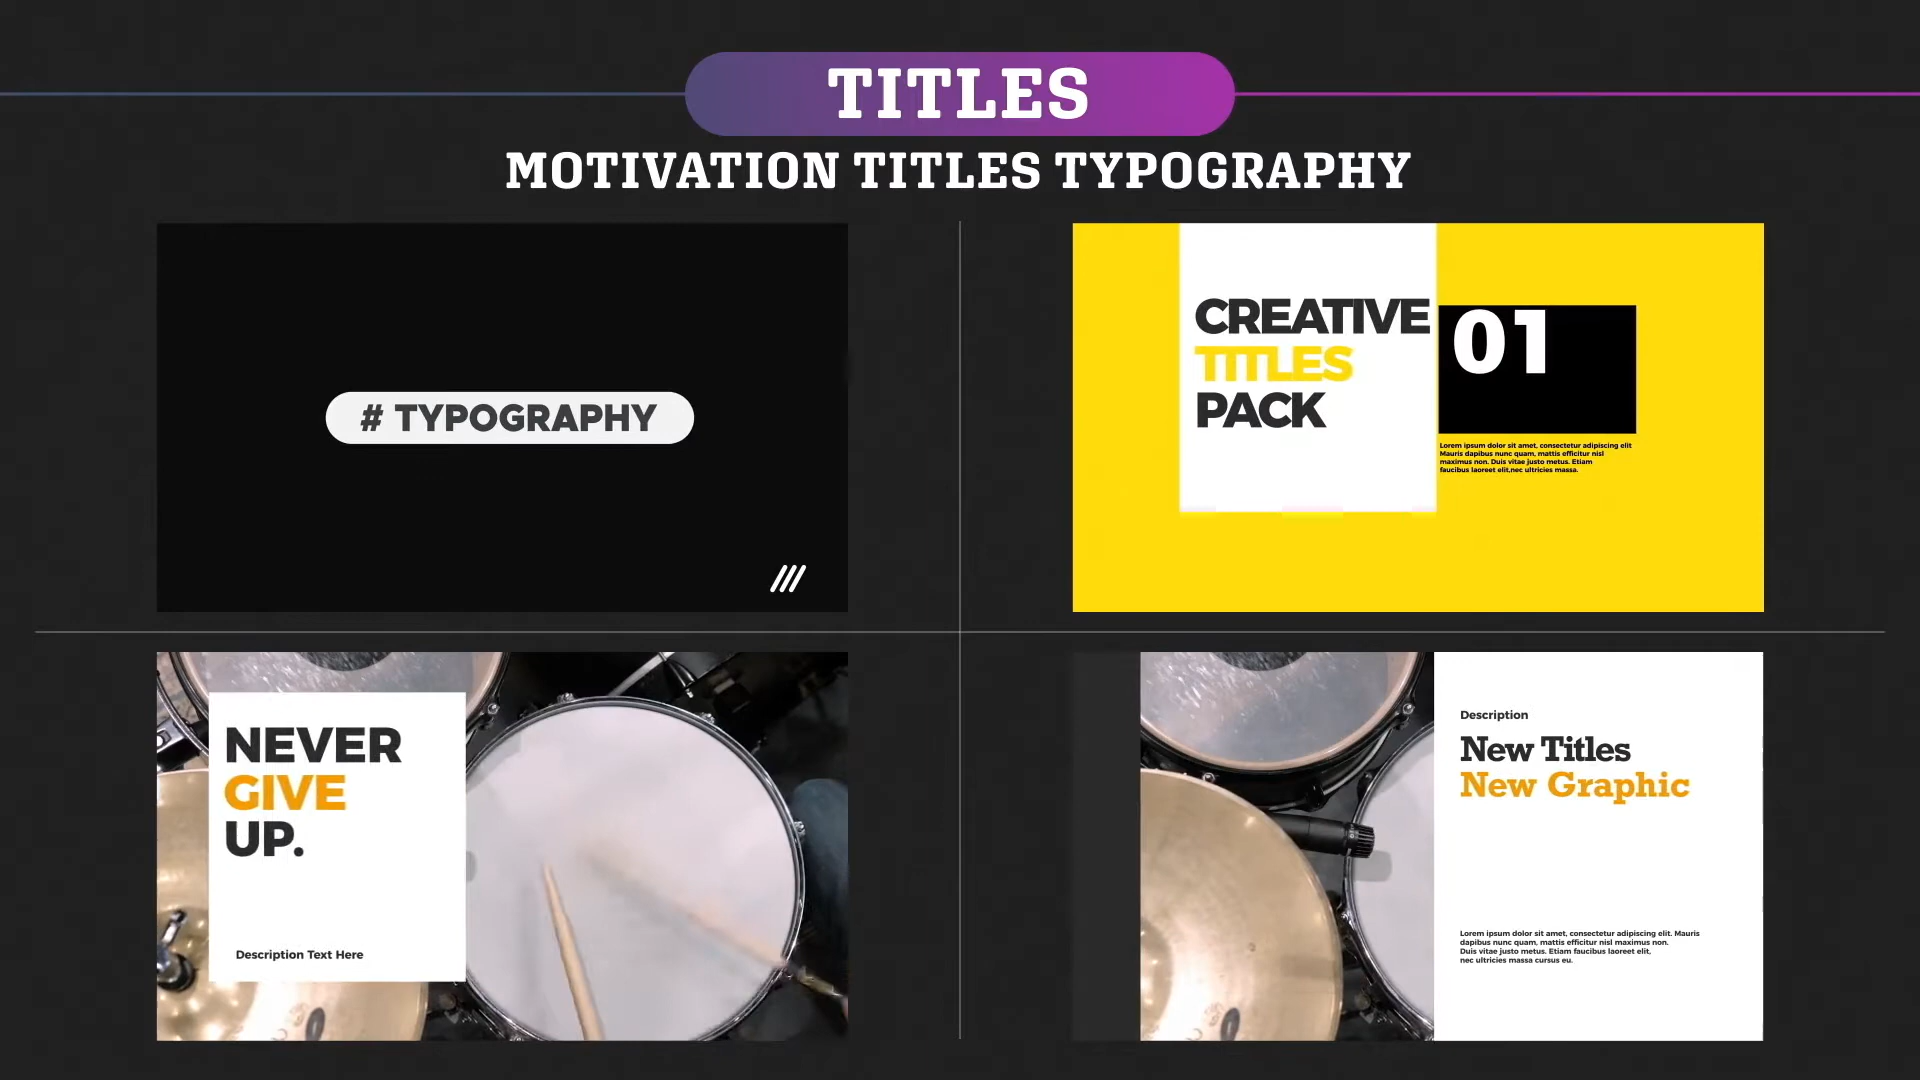 TITLES
MOTIVATION TITLES TYPOGRAPHY
# TYPOGRAPHY
CREATIVE
TITLES
PACK
01
Lorem ipsum dolor sit amet, consectetur adipiscing elit
Mauris dapibus nunc quam, mattis efficitur nisl
maximus non. Duis vitae justo metus. Etiam
faucibus laoreet elit,nec ultricies massa.
NEVER
GIVE
UP.
Description Text Here
Description
New Titles
New Graphic
Lorem ipsum dolor sit amet, consectetur adipiscing elit. Mauris
dapibus nunc quam, mattis efficitur nisl maximus non.
Duis vitae justo metus. Etiam faucibus laoreet elit,
nec ultricies massa cursus eu.